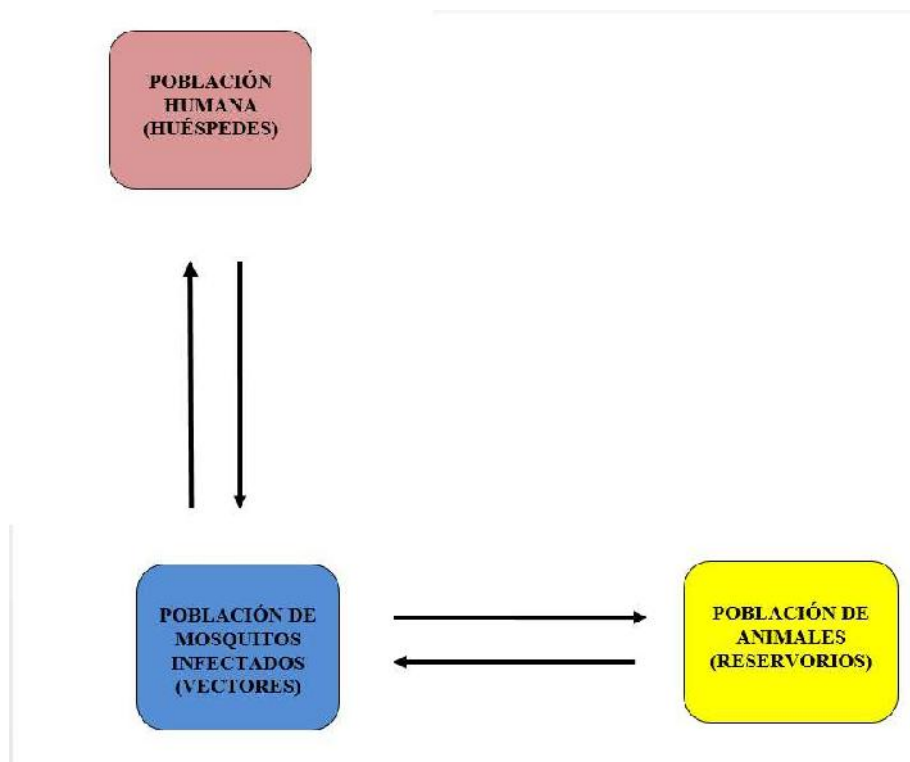 POBLACIÓN
HUMANA
(HUÉSPEDES)
POBLACIÓN DE
MOSQUITOS
INFECTADOS
(VECTORES)
POBLACIÓN DE
ANIMALES
(RESERVORIOS)